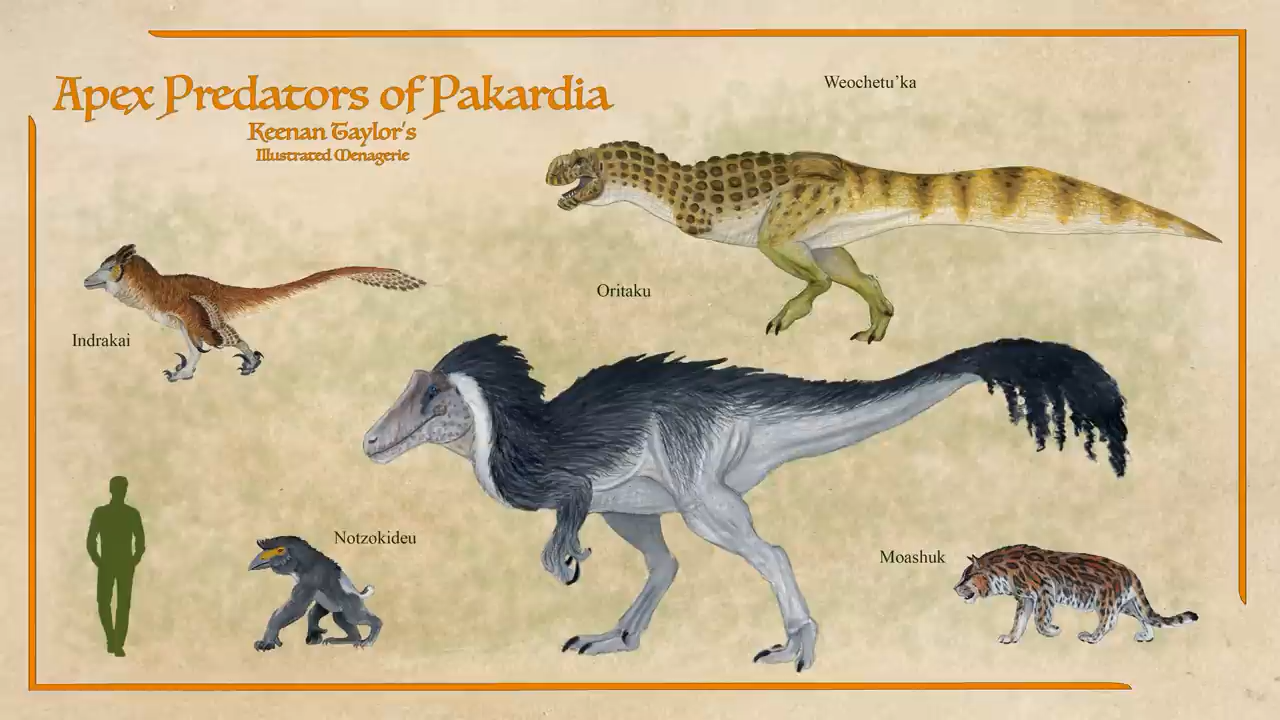 Apex Predators of Pakardia
Keenan Taylor's
Illustrated Menagerie
Weochetu'ka
Indrakai
Oritaku
Notzokideu
Moashuk